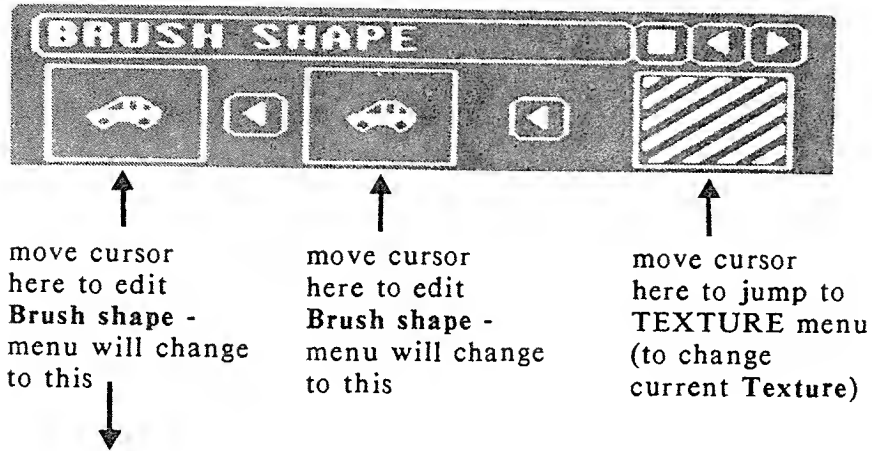 BRUSH SHAPE
move cursor
here to edit
Brush shape -
menu will change
to this
move cursor
here to edit
Brush shape -
menu will change
to this
move cursor
here to jump to
TEXTURE menu
(to change
current Texture)